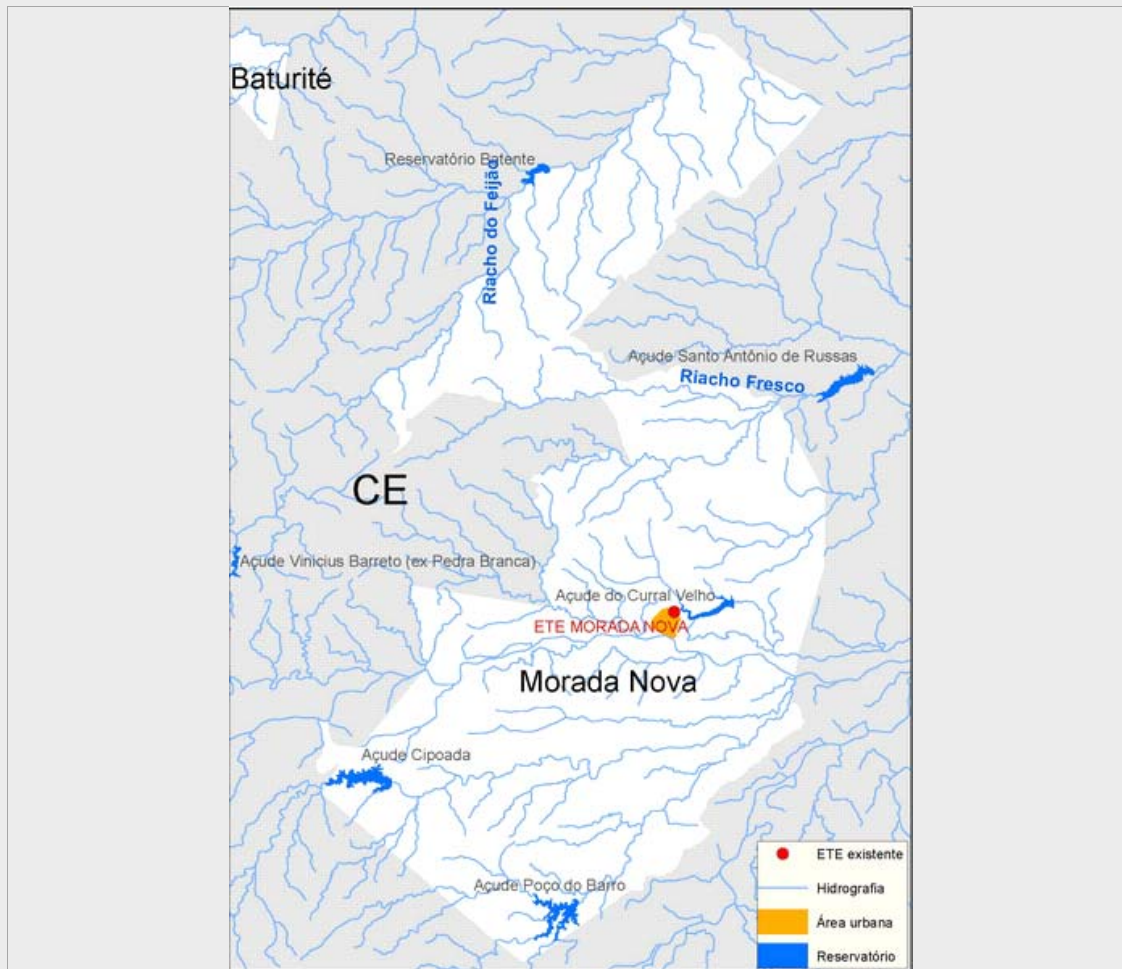 Baturité
Reservatório Batente
Riacho do Feijão
Açude Santo Antônio de Russas
Riacho Fresco
CE
Açude Vinicius Barreto (ex Pedra Branca)
Açude do Curral Velho
ETE MORADA NOVA
Morada Nova
Açude Cipoada
Açude Poço do Barro
ETE existente
Hidrografia
Área urbana
Reservatório